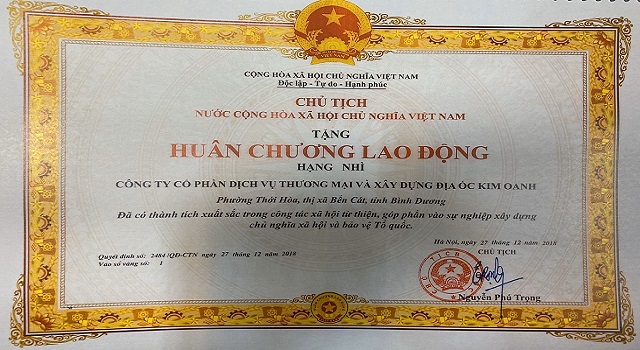 CỘNG HÒA XÃ HỘI CHỦ NGHĨA VIỆT NAM
Độc lập - Tự do - Hạnh phúc
CHỦ TỊCH
NƯỚC CỘNG HÒA XÃ HỘI CHỦ NGHĨA VIỆT NAM
TẶNG
HUÂN CHƯƠNG LAO ĐỘNG
HẠNG NHÌ
CÔNG TY CỔ PHẦN DỊCH VỤ THƯƠNG MẠI VÀ XÂY DỰNG ĐỊA ỐC KIM OANH
Phường Thới Hòa, thị xã Bến Cát, tỉnh Bình Dương
Đã có thành tích xuất sắc trong công tác xã hội từ thiện, góp phần vào sự nghiệp xây dựng
chủ nghĩa xã hội và bảo vệ Tổ quốc.
Hà Nội, ngày 27 tháng 12 năm 2018
Quyết định số: 2484 /QĐ-CTN ngày 27 tháng 12 năm 2018
CHỦ TỊCH
Vào sổ vàng số: 1
Nguyễn Phú Trọng